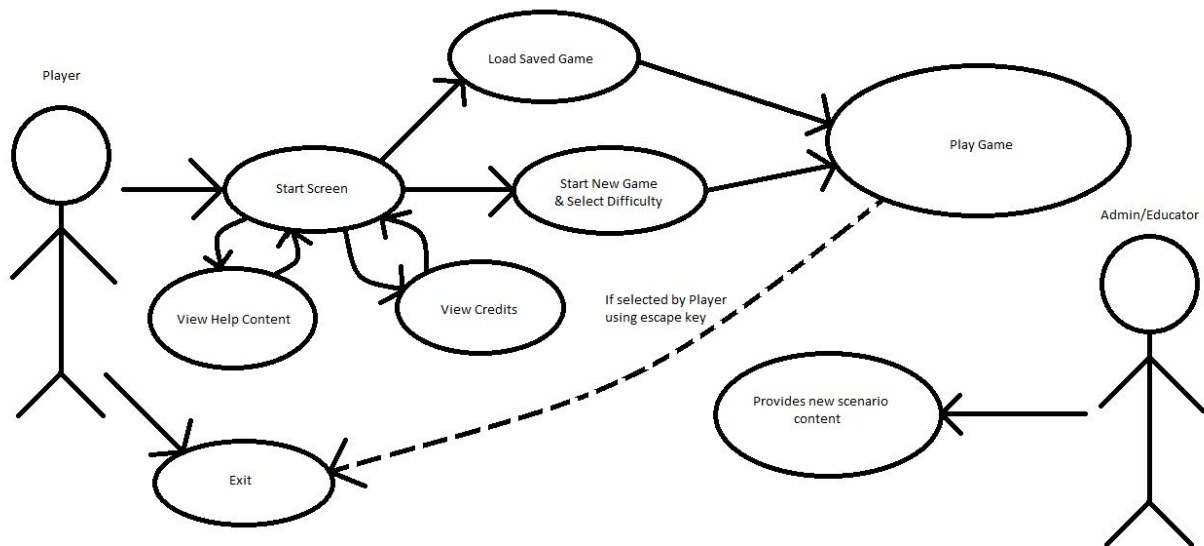 Player
Load Saved Game
Play Game
Start Screen
Start New Game
& Select Difficulty
Admin/Educator
View Help Content
View Credits
If selected by Player
using escape key
Provides new scenario
content
Exit